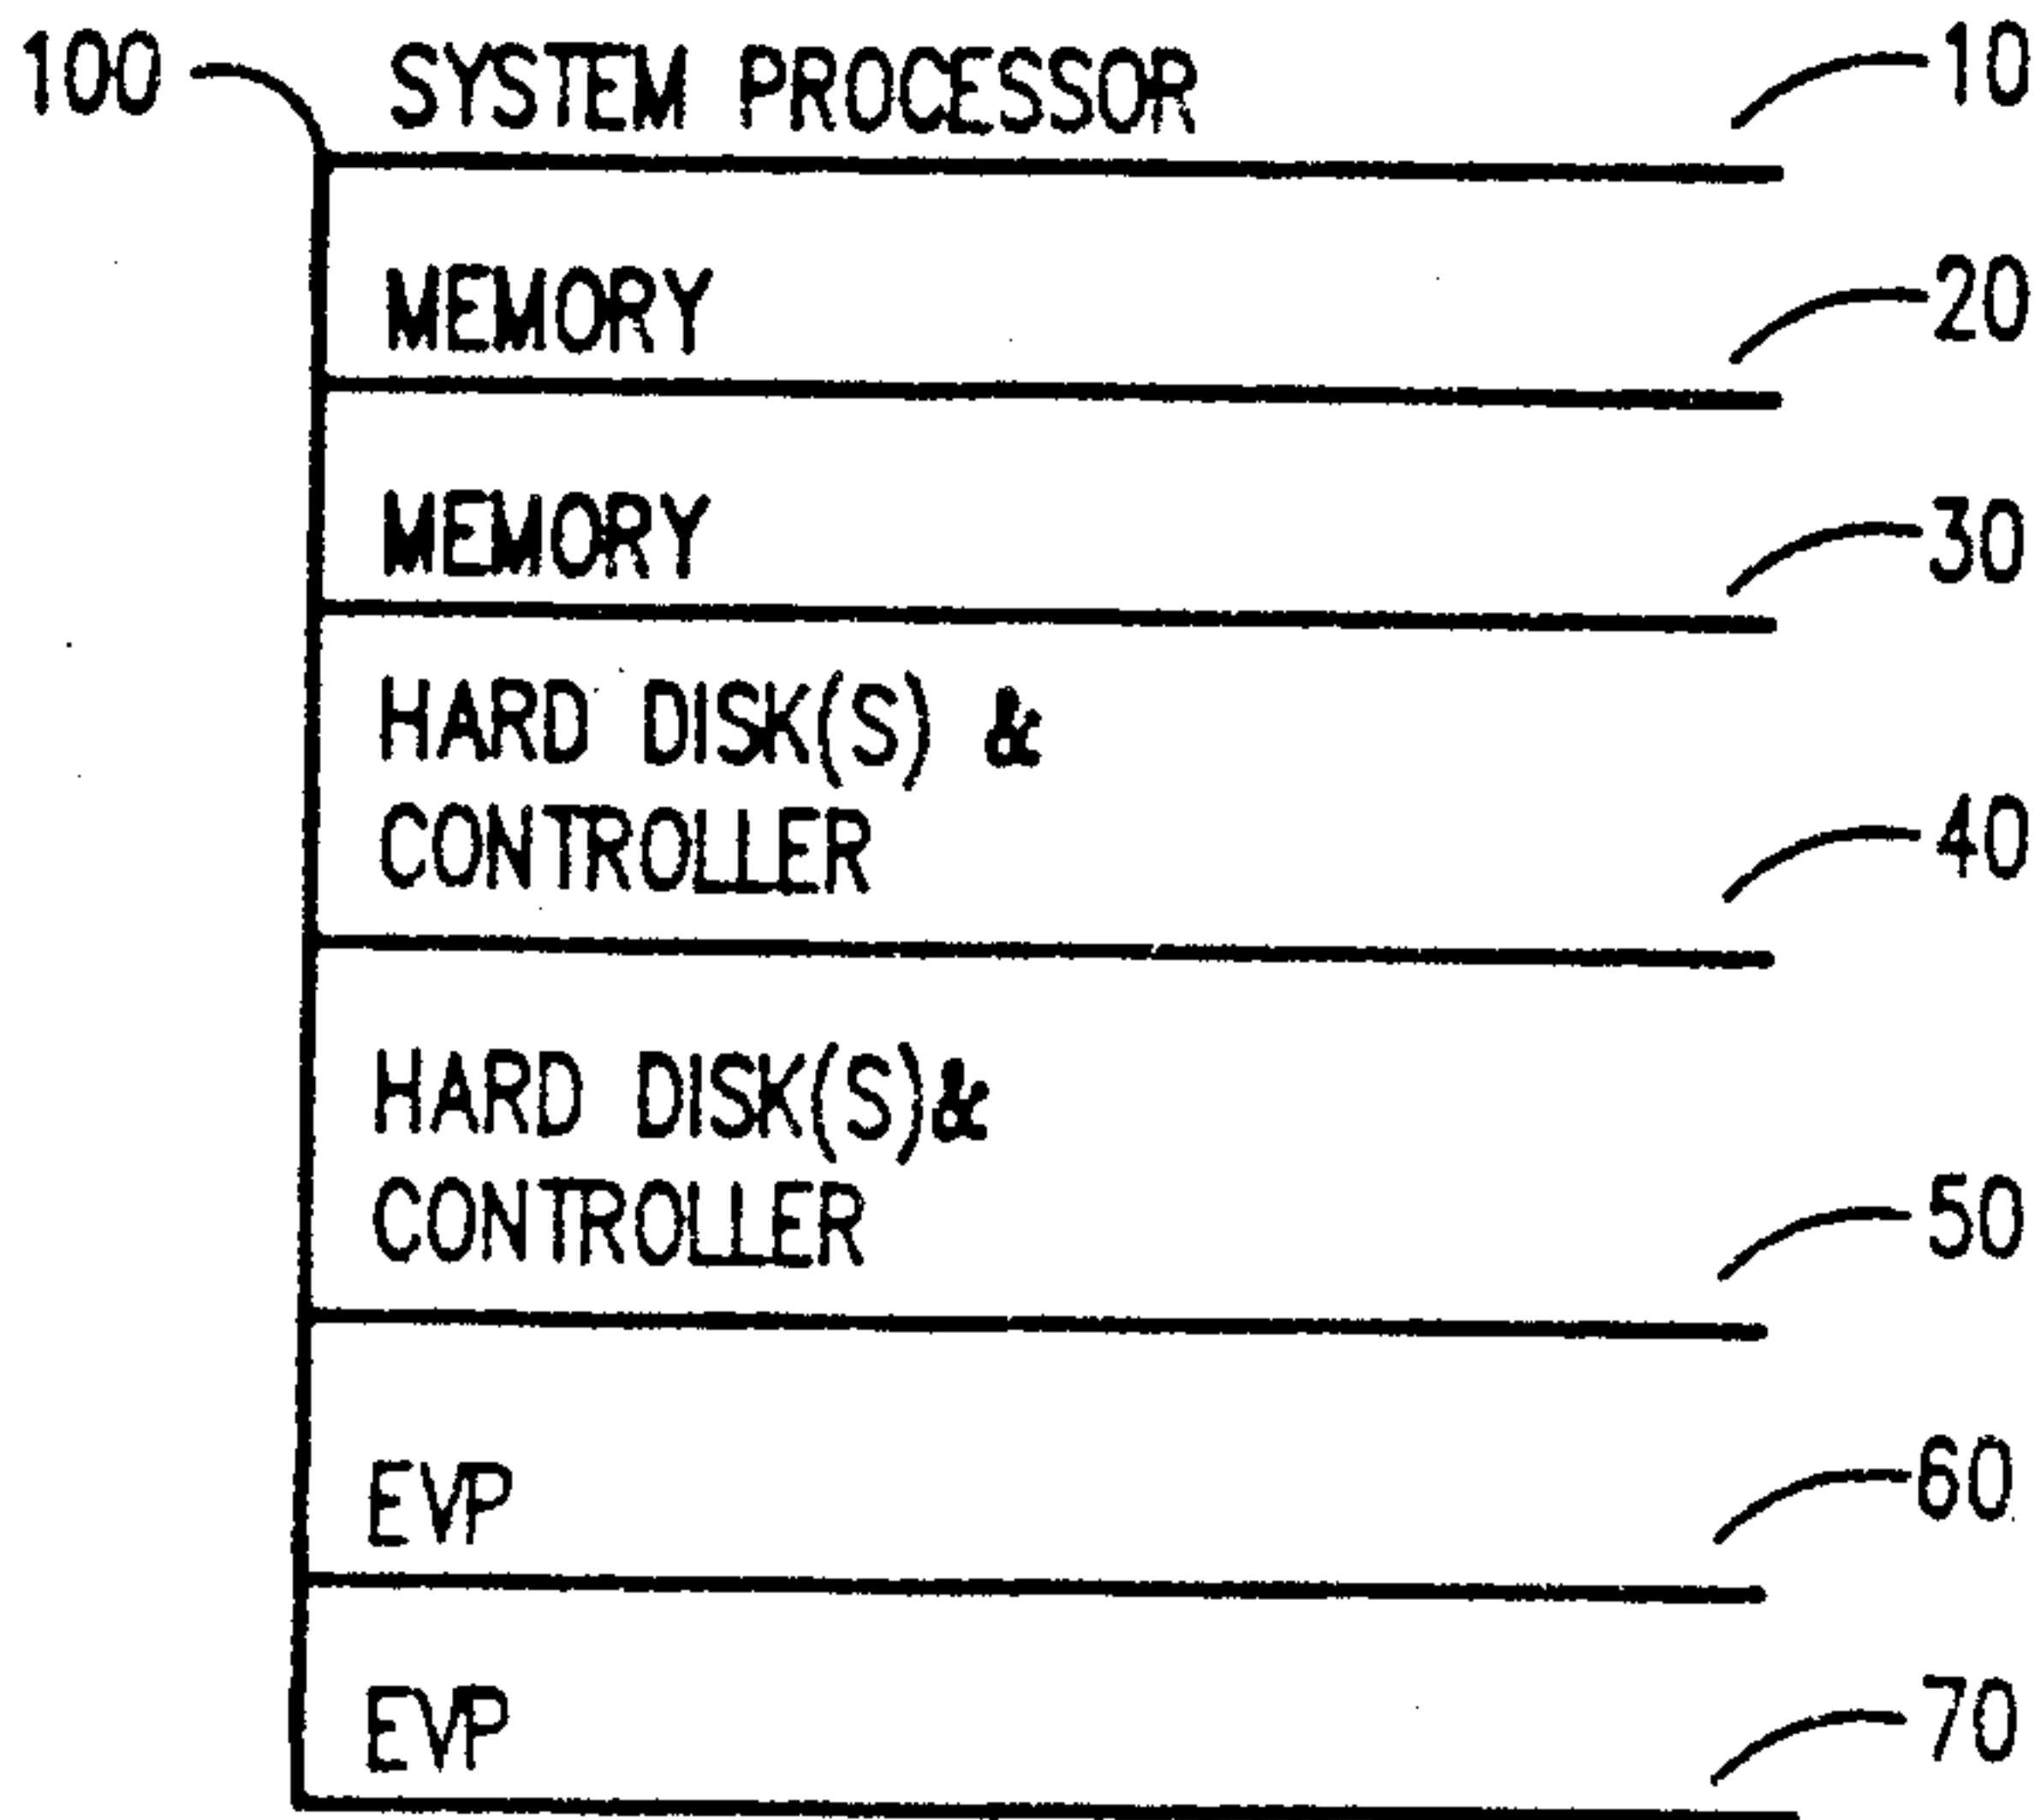 100 SYSTEM PROCESSOR 10
MEMORY 20
MEMORY 30
HARD DISK(S) &
CONTROLLER 40
HARD DISK(S)&
CONTROLLER 50
EVP 60
EVP 70